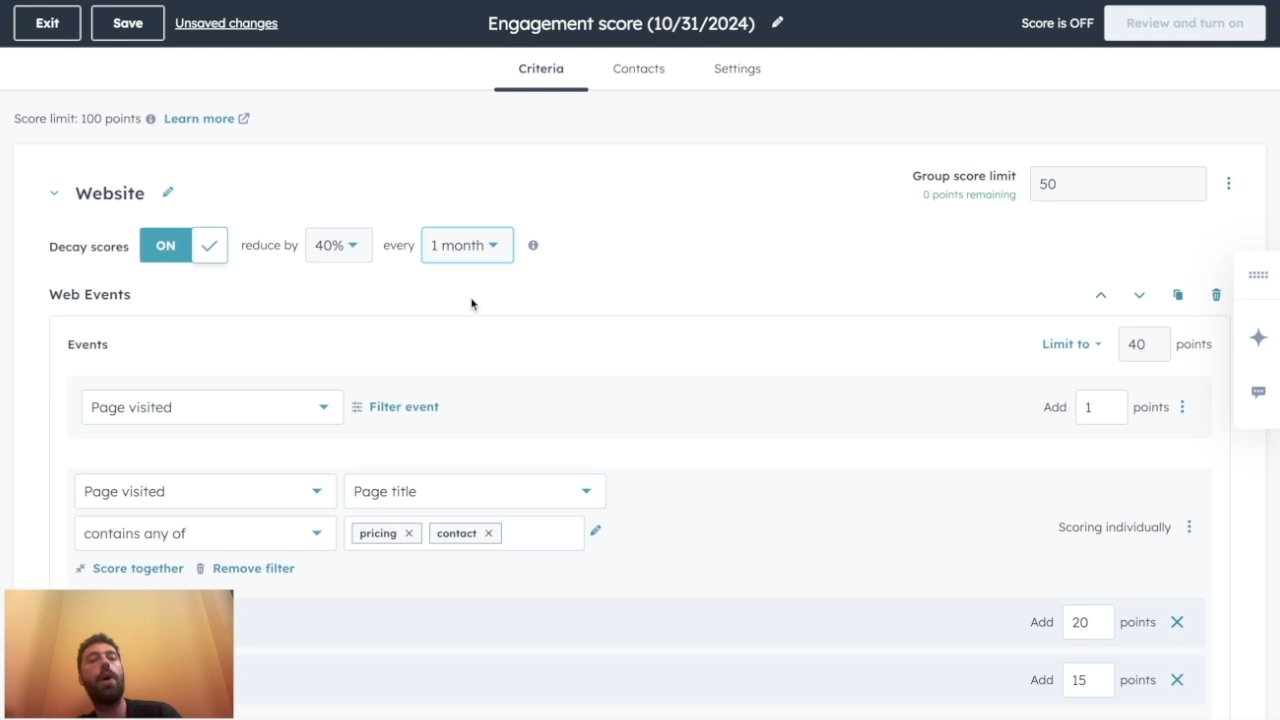 Exit Save Unsaved changes Engagement score (10/31/2024) Score is OFF Review and turn on
Criteria Contacts Settings
Score limit: 100 points Learn more
Website Group score limit 50
0 points remaining
Decay scores ON reduce by 40% every 1 month
Web Events
Events Limit to 40 points
Page visited Filter event Add 1 points
Page visited Page title
contains any of pricing contact Scoring individually
Score together Remove filter
Add 20 points
Add 15 points